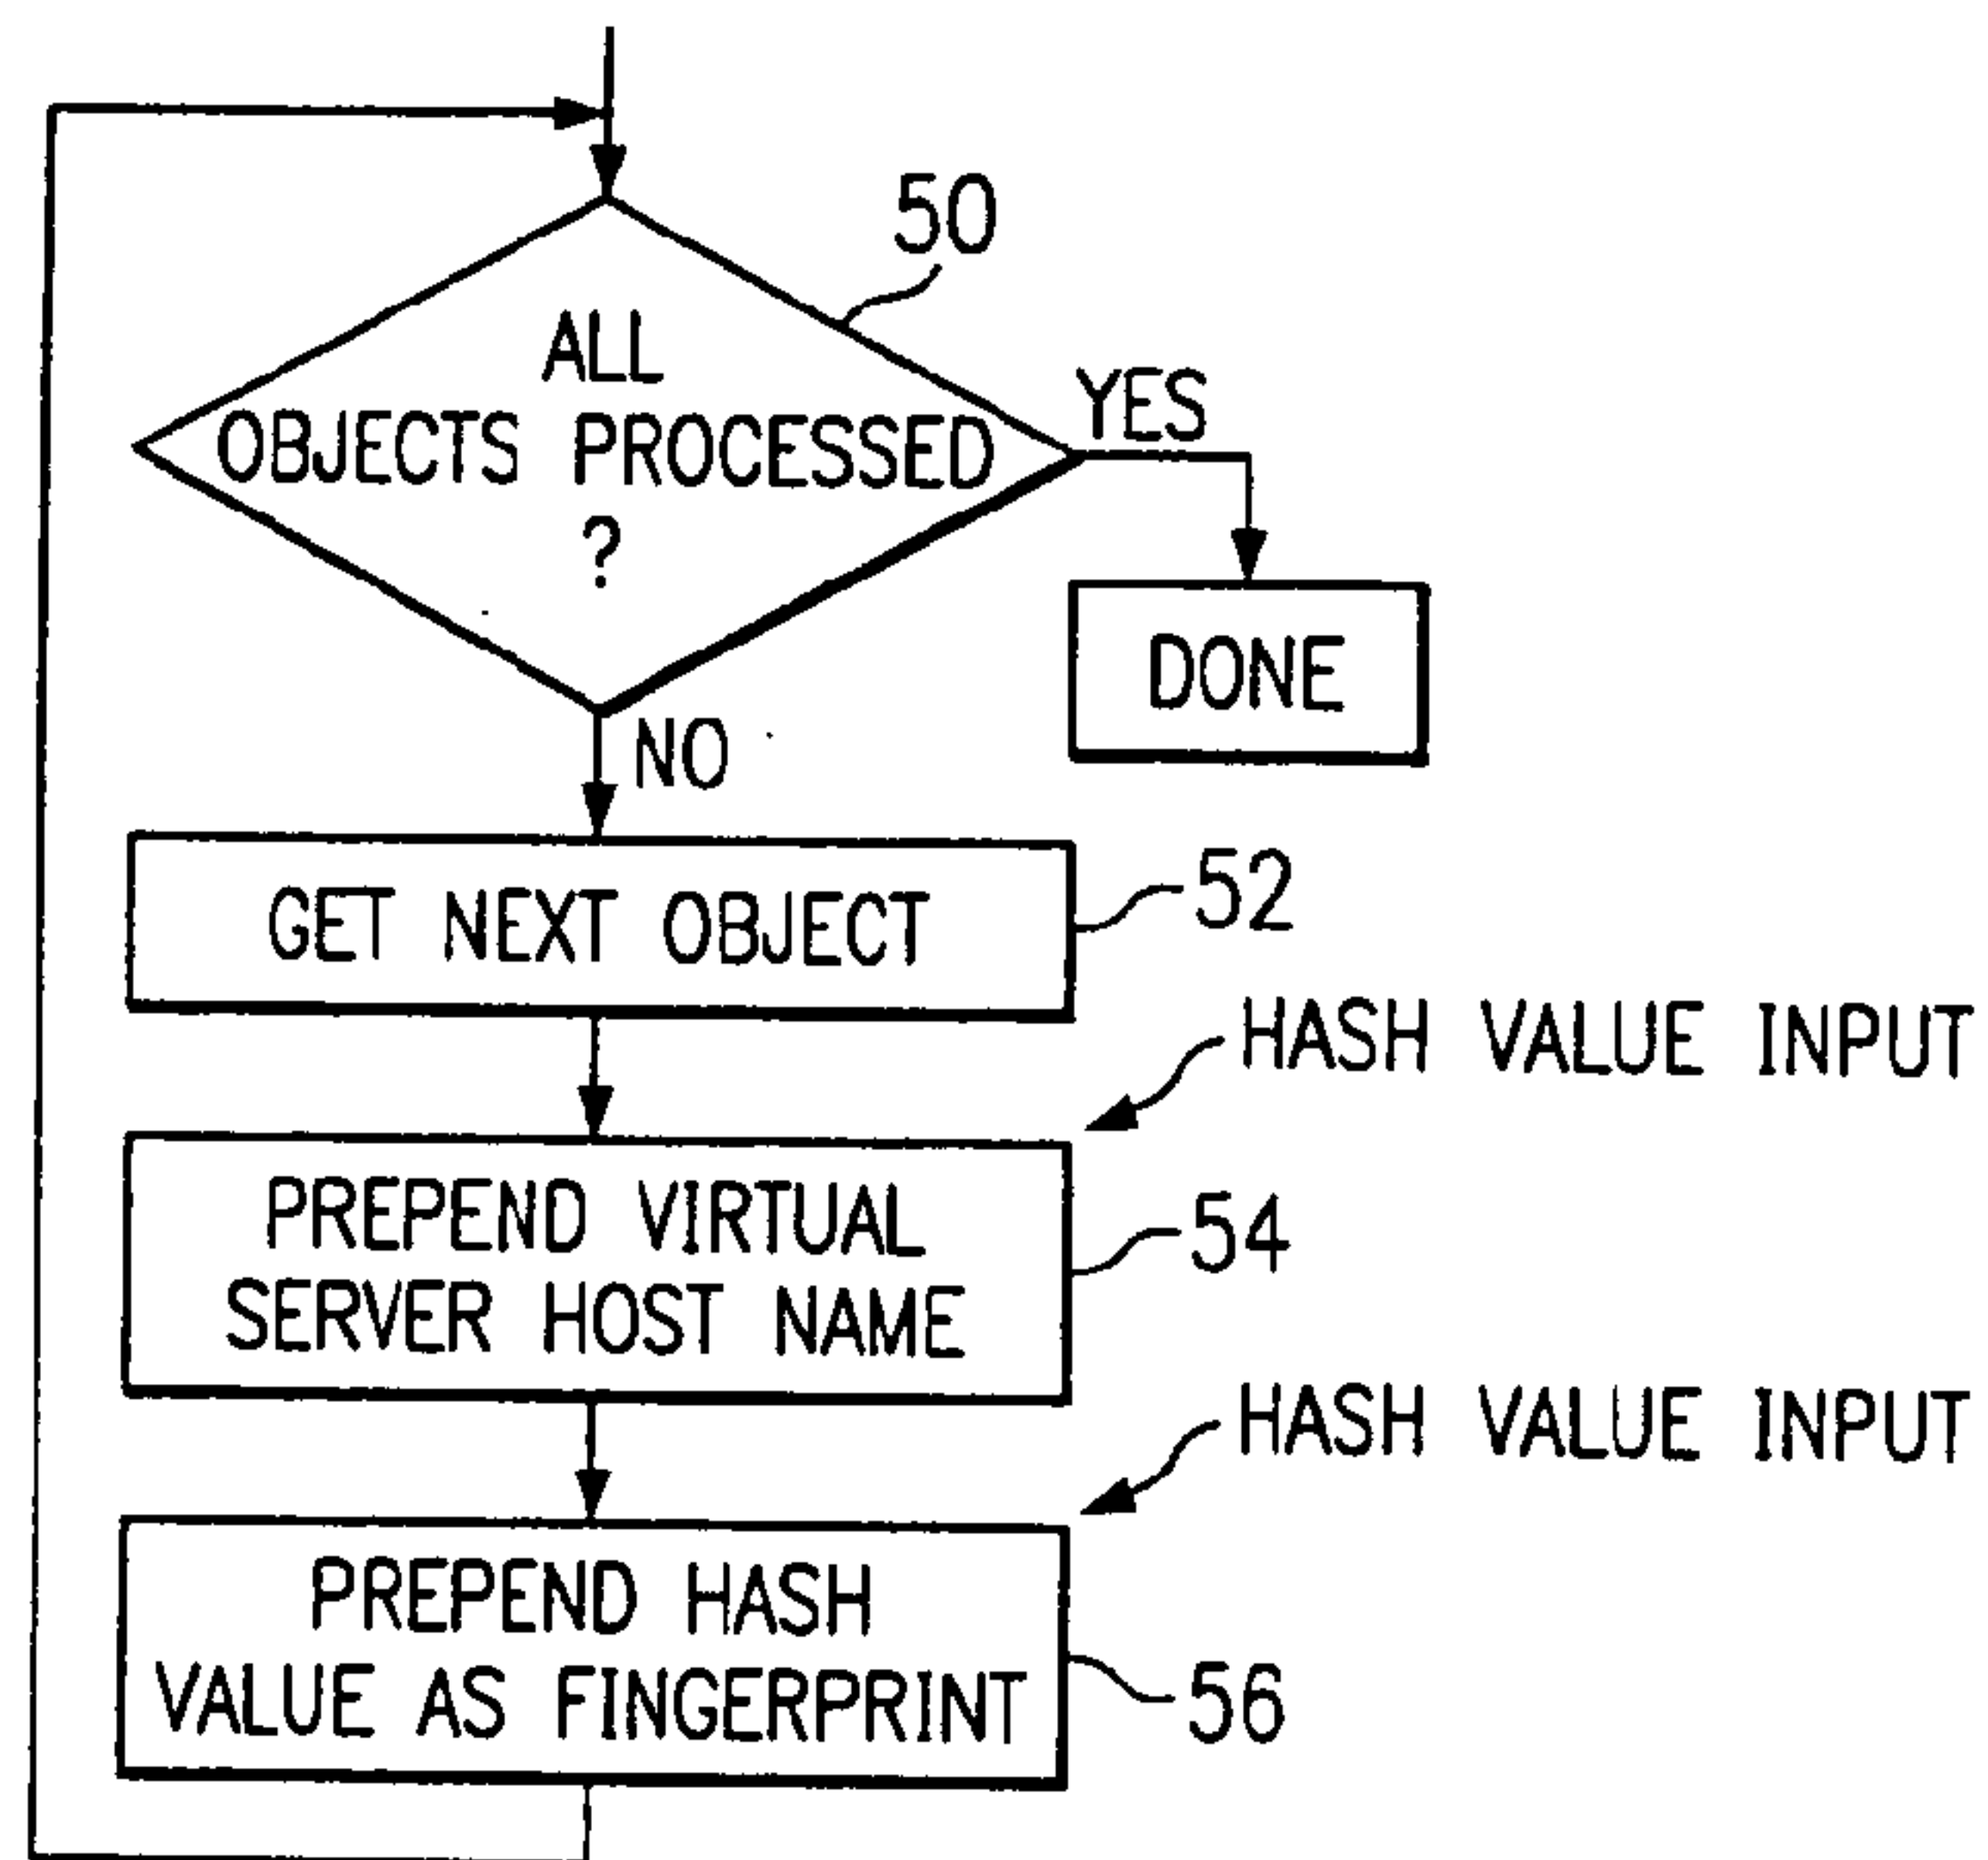 50
ALL
OBJECTS PROCESSED
?
YES
DONE
NO
GET NEXT OBJECT
52
HASH VALUE INPUT
PREPEND VIRTUAL
SERVER HOST NAME
54
HASH VALUE INPUT
PREPEND HASH
VALUE AS FINGERPRINT
56